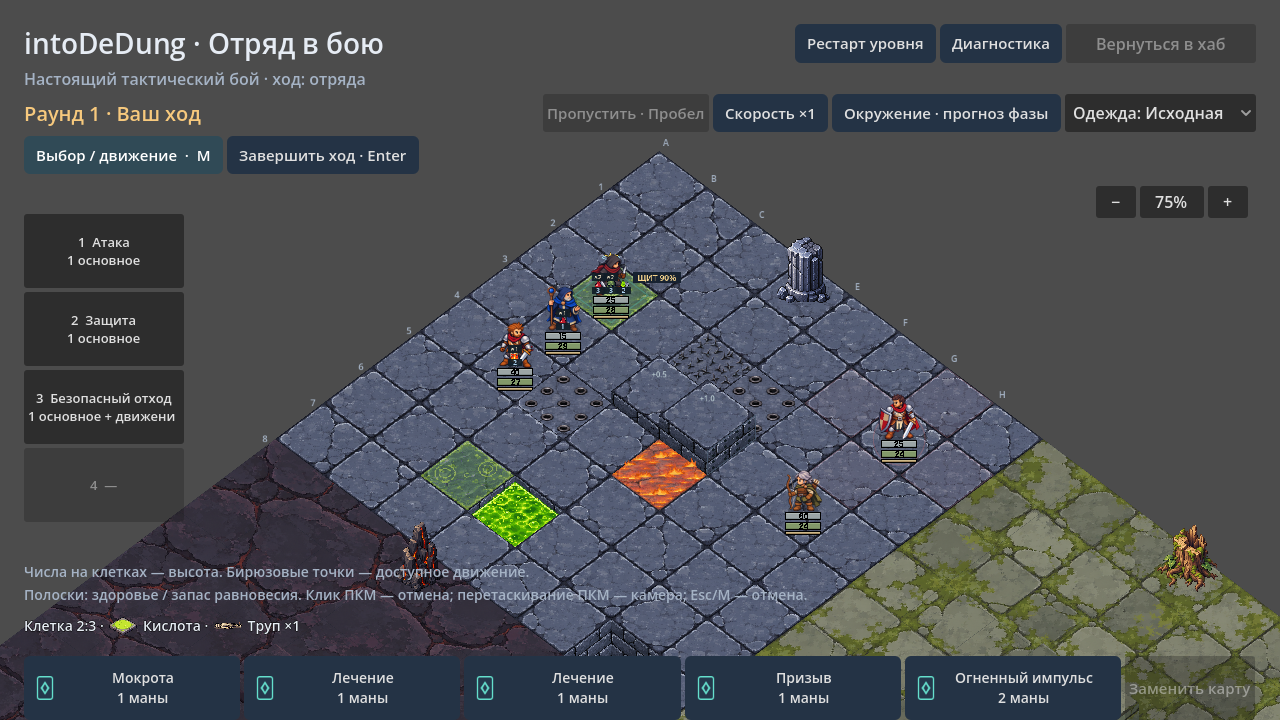 intoDeDung · Отряд в бою
Рестарт уровня
Диагностика
Вернуться в хаб
Настоящий тактический бой · ход: отряда
Раунд 1 · Ваш ход
Пропустить · Пробел
Скорость ×1
Окружение · прогноз фазы
Одежда: Исходная
Выбор / движение · M
Завершить ход · Enter
A
B
C
E
F
G
H
1
2
3
4
5
6
7
8
− 75% +
1 Атака
1 основное
2 Защита
1 основное
3 Безопасный отход
1 основное + движени
4 —
ЩИТ 90%
+0.5
+1.0
Числа на клетках — высота. Бирюзовые точки — доступное движение.
Полоски: здоровье / запас равновесия. Клик ПКМ — отмена; перетаскивание ПКМ — камера; Esc/M — отмена.
Клетка 2:3 · Кислота · Труп ×1
Мокрота
1 маны
Лечение
1 маны
Лечение
1 маны
Призыв
1 маны
Огненный импульс
2 маны
Заменить карту